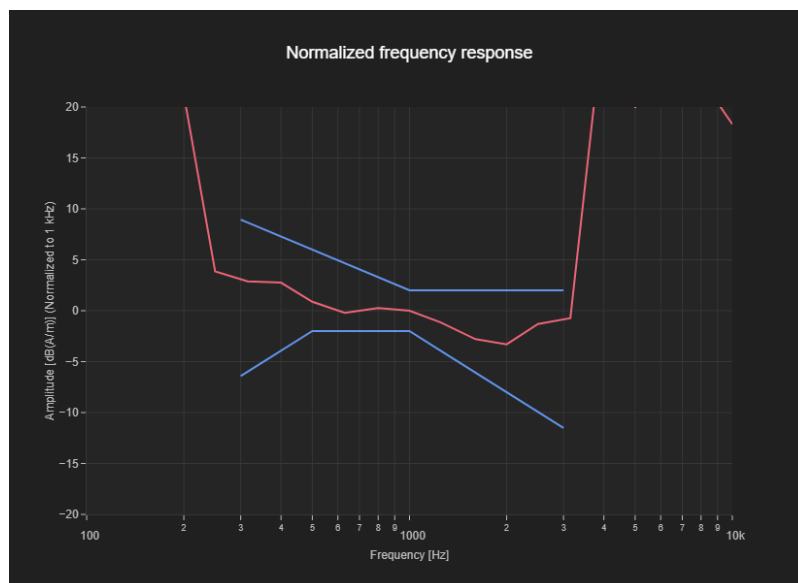 Normalized frequency response
Amplitude [dB(A/m)] (Normalized to 1 kHz)
20
15
10
5
0
−5
−10
−15
−20
100 2 3 4 5 6 7 8 9 1000 2 3 4 5 6 7 8 9 10k
Frequency [Hz]